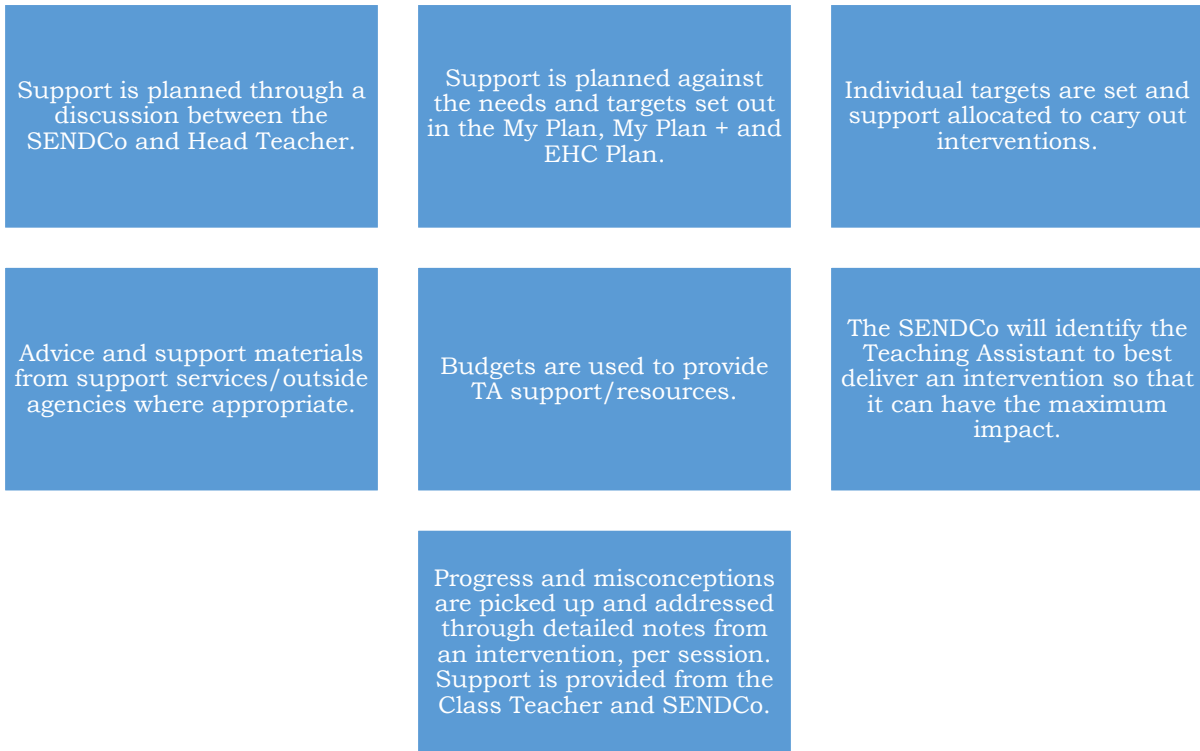 Support is planned through a
discussion between the
SENDCo and Head Teacher.
Support is planned against
the needs and targets set out
in the My Plan, My Plan + and
EHC Plan.
Individual targets are set and
support allocated to cary out
interventions.
Advice and support materials
from support services/outside
agencies where appropriate.
Budgets are used to provide
TA support/resources.
The SENDCo will identify the
Teaching Assistant to best
deliver an intervention so that
it can have the maximum
impact.
Progress and misconceptions
are picked up and addressed
through detailed notes from
an intervention, per session.
Support is provided from the
Class Teacher and SENDCo.